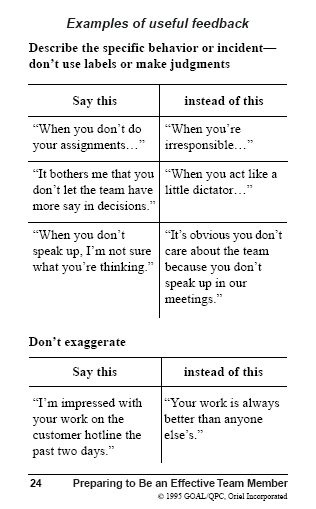 Examples of useful feedback
Describe the specific behavior or incident—
don’t use labels or make judgments
Say this
instead of this
“When you don’t do
your assignments…”
“When you’re
irresponsible…”
“It bothers me that you
don’t let the team have
more say in decisions.”
“When you act like a
little dictator…”
“When you don’t
speak up, I’m not sure
what you’re thinking.”
“It’s obvious you don’t
care about the team
because you don’t
speak up in our
meetings.”
Don’t exaggerate
Say this
instead of this
“I’m impressed with
your work on the
customer hotline the
past two days.”
“Your work is always
better than anyone
else’s.”
24 Preparing to Be an Effective Team Member
© 1995 GOAL/QPC, Oriel Incorporated